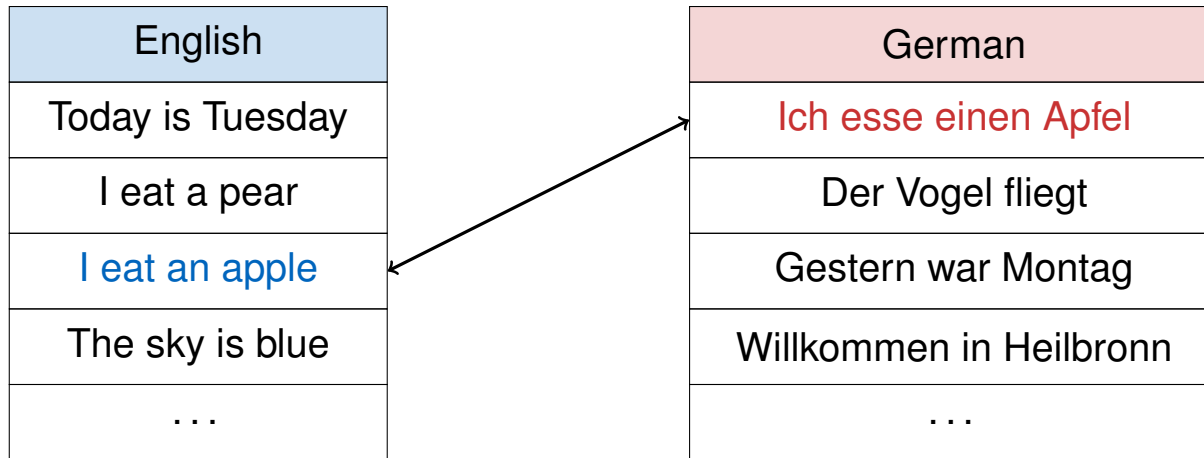 English
Today is Tuesday
I eat a pear
I eat an apple
The sky is blue
...
German
Ich esse einen Apfel
Der Vogel fliegt
Gestern war Montag
Willkommen in Heilbronn
...